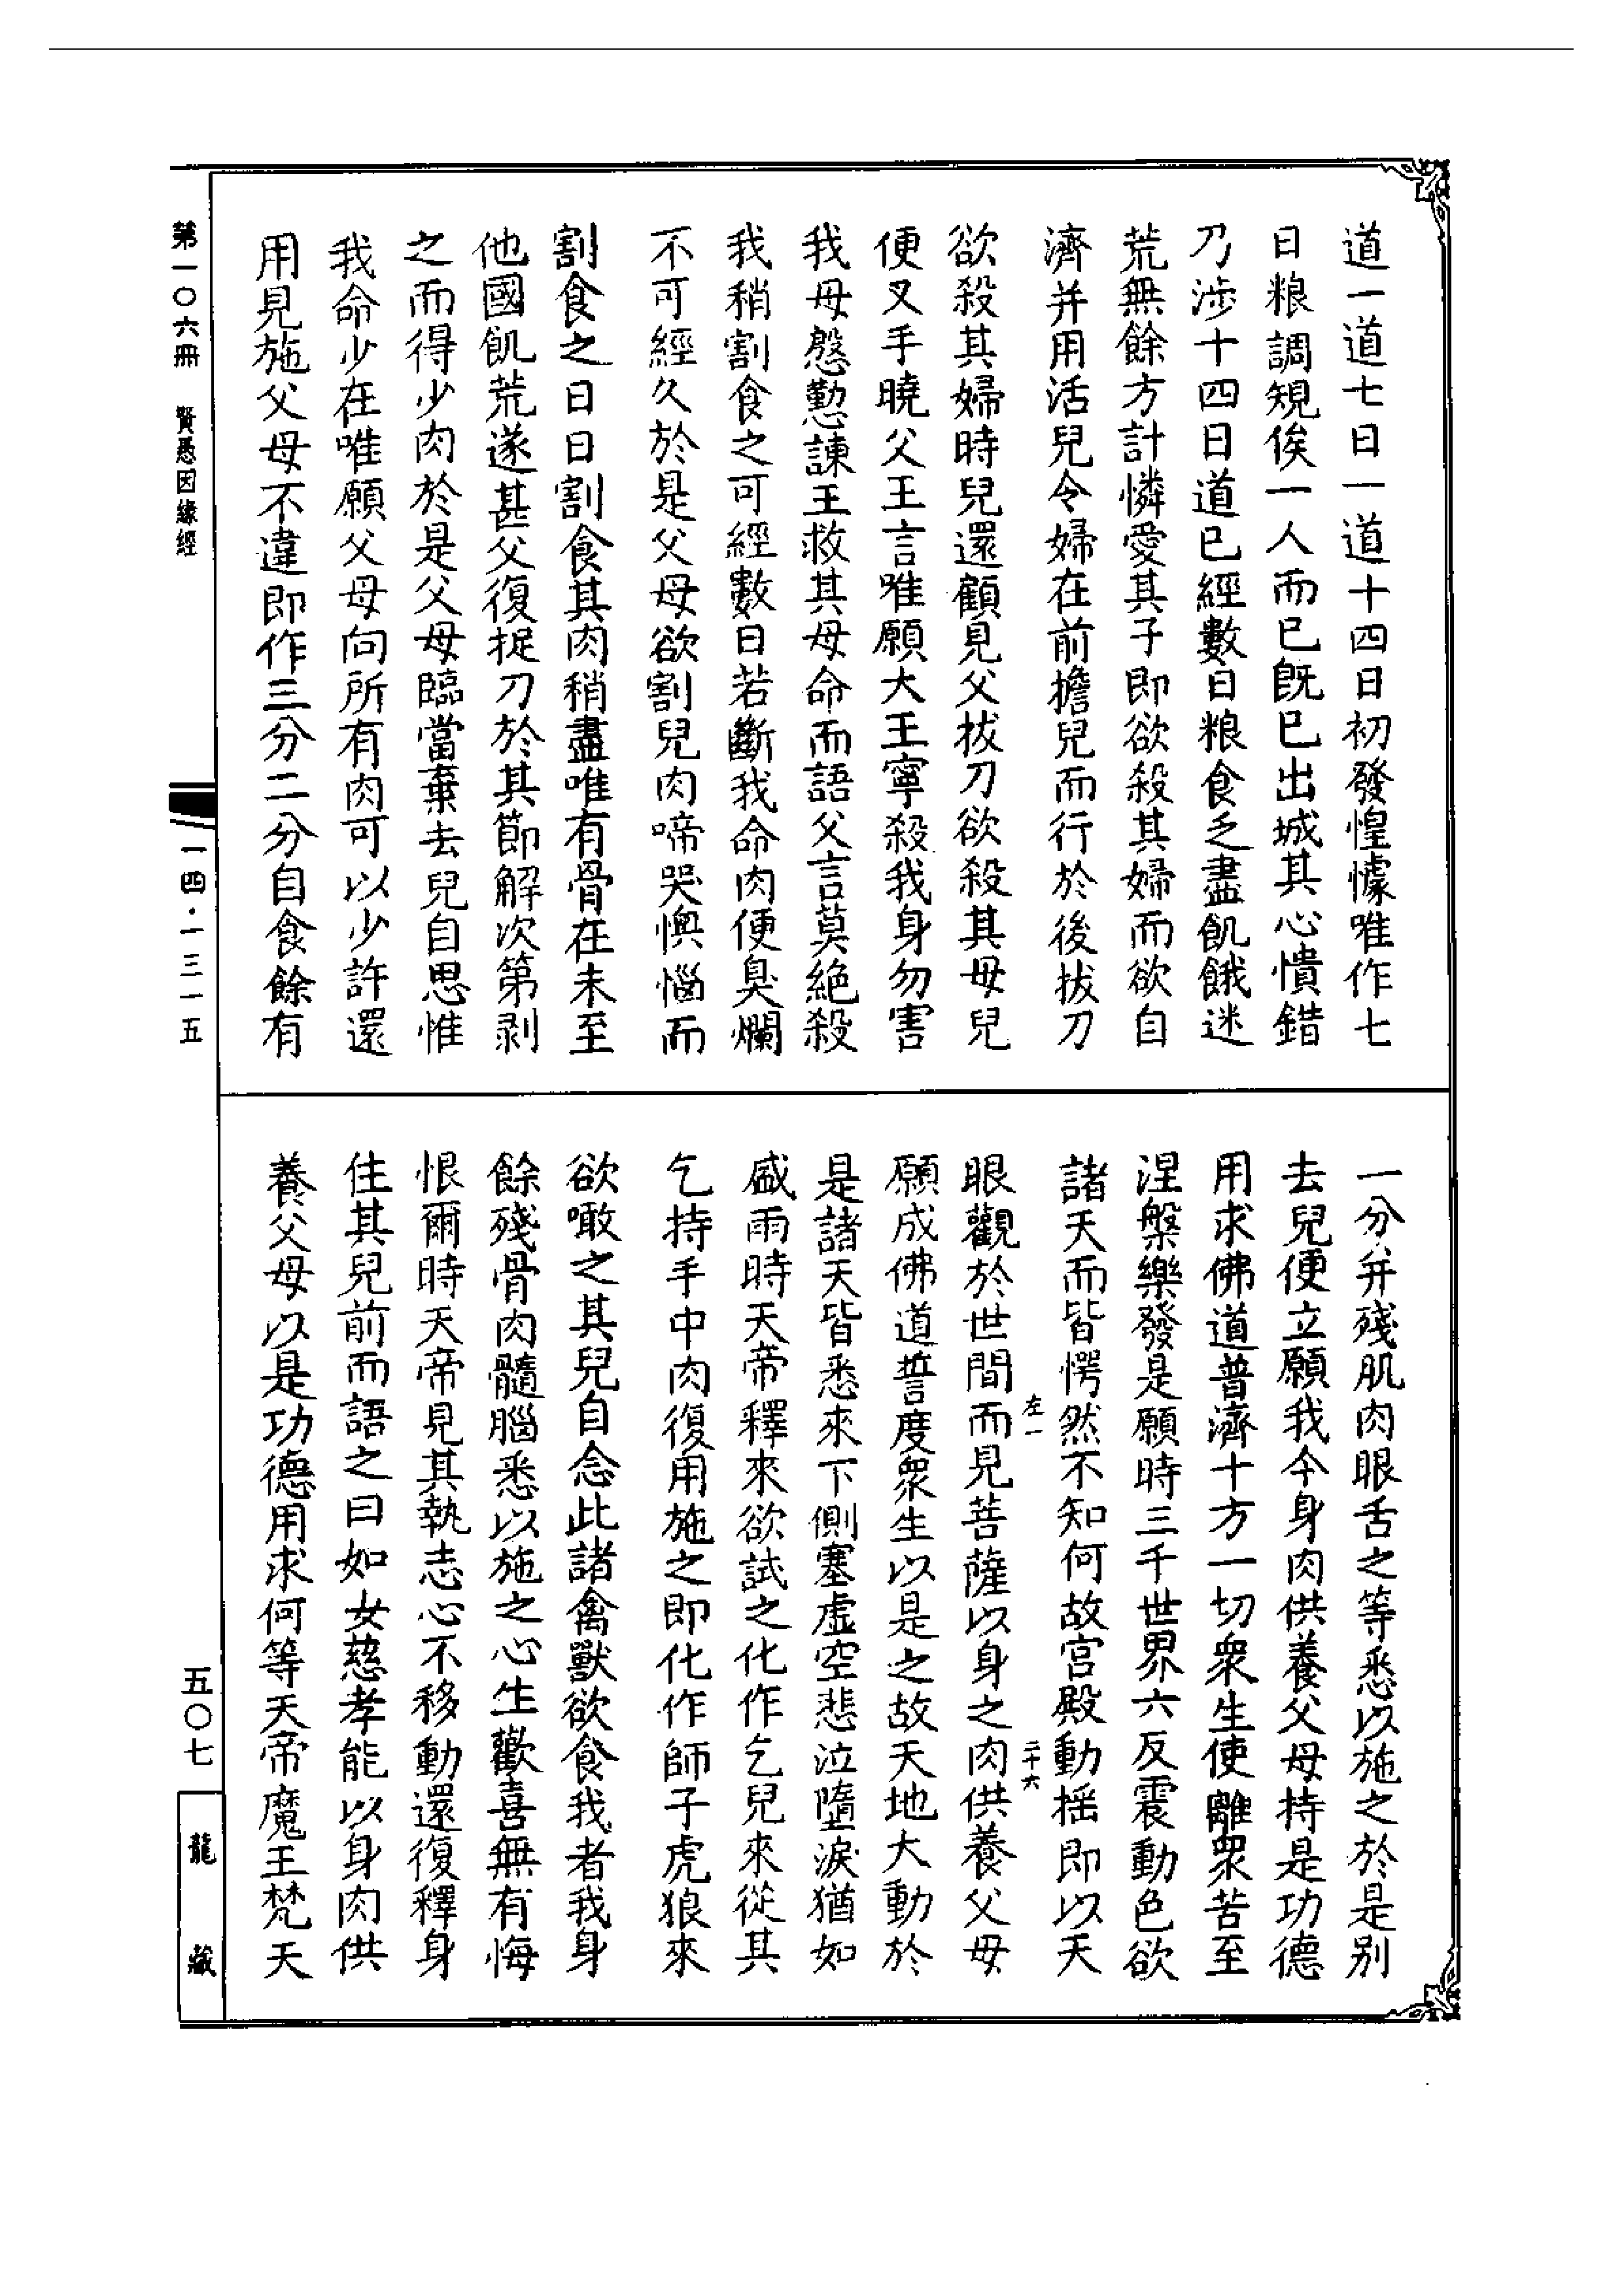 道一道七日一道十四日初發惶懅唯作七
日粮調規俟一人而已旣已出城其心憒錯
乃涉十四日道已經數日粮食乏盡飢餓迷
荒無餘方計憐愛其子即欲殺其婦而欲自
濟并用活兒令婦在前擔兒而行於後拔刀
欲殺其婦時兒還顧見父拔刀欲殺其母兒
便叉手曉父王言唯願大王寧殺我身勿害
我母慇懃諫王救其母命而語父言莫絶殺
我稍割食之可經數日若斷我命肉便臭爛
不可經久於是父母欲割兒肉啼哭懊惱而
割食之日日割食其肉稍盡唯有骨在未至
他國飢荒遂甚父復捉刀於其節解次第剥
之而得少肉於是父母臨當棄去兒自思惟
我命少在唯願父母向所有肉可以少許還
用見施父母不違即作三分二分自食餘有
一分并殘肌肉眼舌之等悉以施之於是别
去兒便立願我今身肉供養父母持是功德
用求佛道普濟十方一切衆生使離衆苦至
涅槃樂發是願時三千世界六反震動色欲
諸天而皆愕然不知何故宫殿動揺即以天
左一 二十六
眼觀於世間而見菩薩以身之肉供養父母
願成佛道誓度衆生以是之故天地大動於
是諸天皆悉來下側塞虚空悲泣墮淚猶如
盛雨時天帝釋來欲試之化作乞兒來從其
乞持手中肉復用施之即化作師子虎狼來
欲噉之其兒自念此諸禽獸欲食我者我身
餘殘骨肉髓腦悉以施之心生歡喜無有悔
恨爾時天帝見其執志心不移動還復釋身
住其兒前而語之曰如女慈孝能以身肉供
養父母以是功德用求何等天帝魔王梵天
第一〇六冊 賢愚因緣經
一四·一三一五
五〇七
龍藏